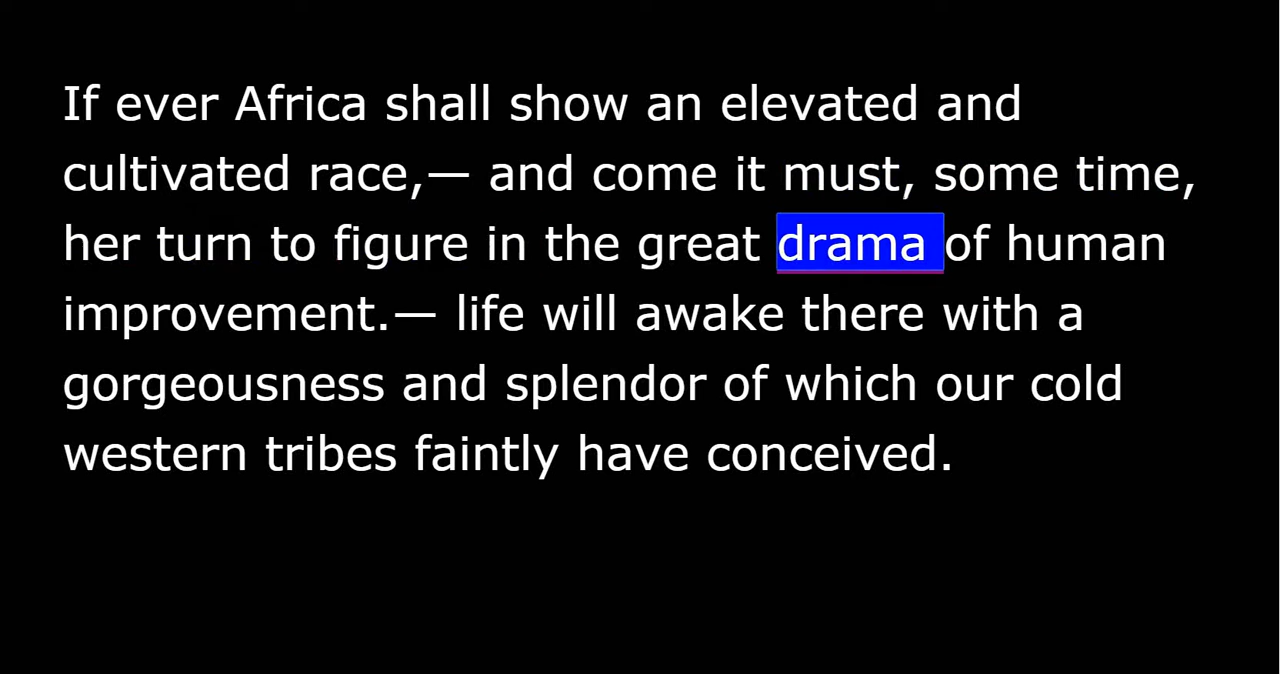 If ever Africa shall show an elevated and
cultivated race,— and come it must, some time,
her turn to figure in the great drama of human
improvement.— life will awake there with a
gorgeousness and splendor of which our cold
western tribes faintly have conceived.